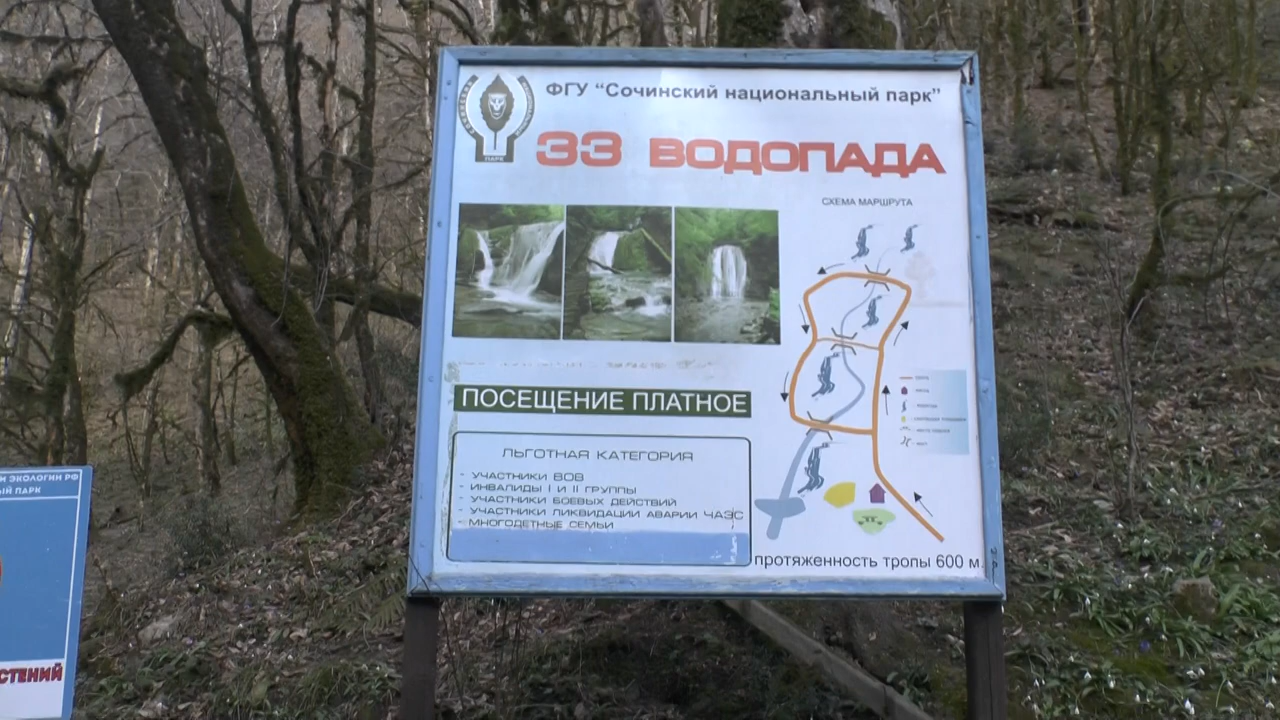 ФГУ “Сочинский национальный парк”
ПАРК
33 ВОДОПАДА
СХЕМА МАРШРУТА
ПОСЕЩЕНИЕ ПЛАТНОЕ
ЛЬГОТНАЯ КАТЕГОРИЯ
- УЧАСТНИКИ ВОВ
- ИНВАЛИДЫ I И II ГРУППЫ
- УЧАСТНИКИ БОЕВЫХ ДЕЙСТВИЙ
- УЧАСТНИКИ ЛИКВИДАЦИИ АВАРИИ ЧАЭС
- МНОГОДЕТНЫЕ СЕМЬИ
протяженность тропы 600 м.
ЭКОЛОГИИ РФ
ЫЙ ПАРК
СТЕНИЙ